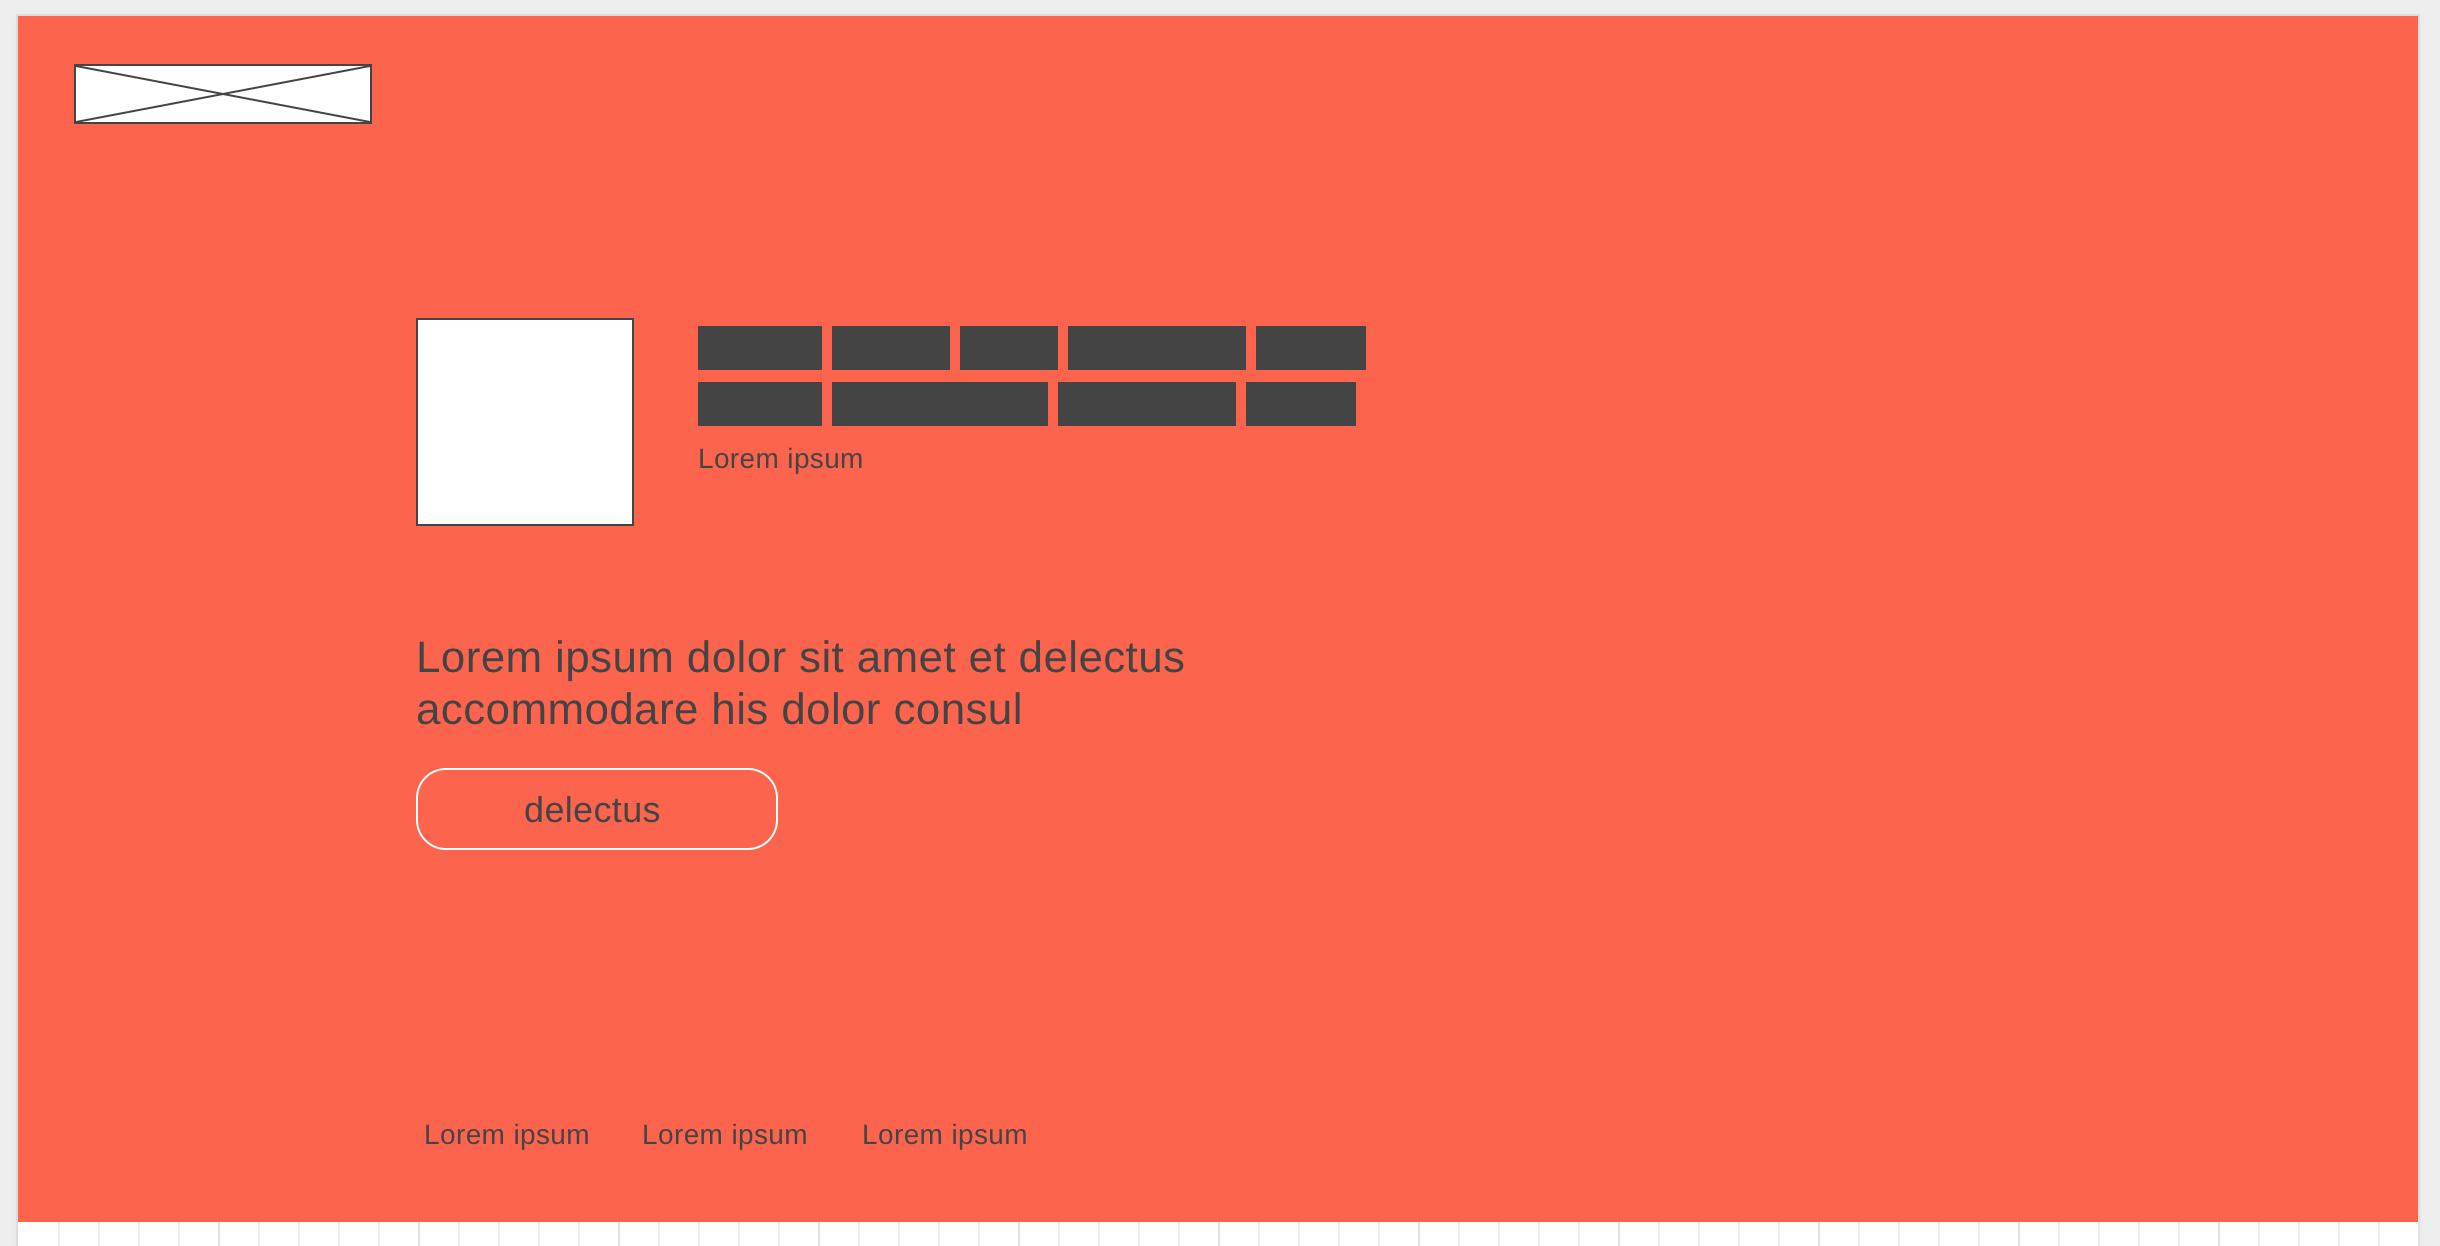 Lorem ipsum
Lorem ipsum dolor sit amet et delectus
accommodare his dolor consul
delectus
Lorem ipsum Lorem ipsum Lorem ipsum